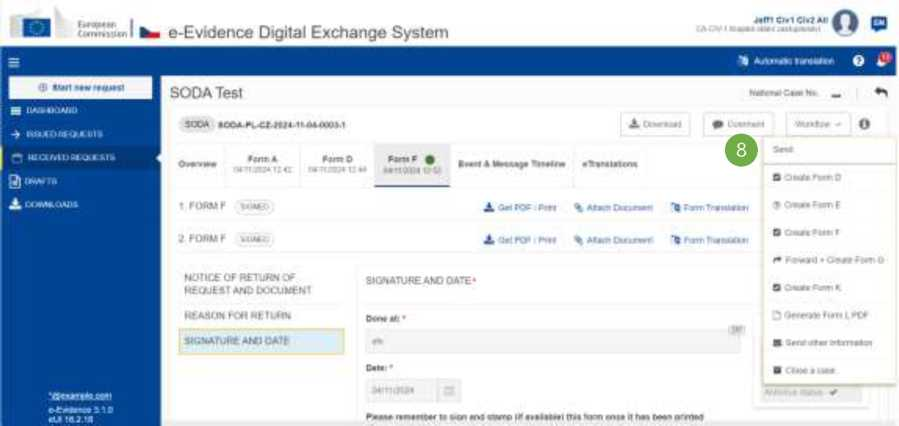 European
Commission
e-Evidence Digital Exchange System
Jeff1 Civ1 Civ2 All
EN
Automatic translation
Start new request
DASHBOARD
ISSUED REQUESTS
RECEIVED REQUESTS
DRAFTS
DOWNLOADS
SODA Test
National Case No.
SODA
SODA-PL-CZ-2024-11-04-0003-1
Download
Comment
Workflow
8
Overview
Form A
04/11/2024 12:42
Form D
04/11/2024 12:44
Form F
04/11/2024 12:52
Event & Message Timeline
eTranslations
1. FORM F SIGNED
Get PDF / Print
Attach Document
Form Translation
2. FORM F SIGNED
Get PDF / Print
Attach Document
Form Translation
Send:
Create Form D
Create Form E
Create Form F
Forward + Create Form G
Create Form K
Generate Form L PDF
Send other information
Close a case
Antivirus status
NOTICE OF RETURN OF
REQUEST AND DOCUMENT
REASON FOR RETURN
SIGNATURE AND DATE
SIGNATURE AND DATE*
Done at: *
Date: *
04/11/2024
Please remember to sign and stamp (if available) this form once it has been printed
@example.com
e-Evidence 3.1.0
eUI 16.2.18